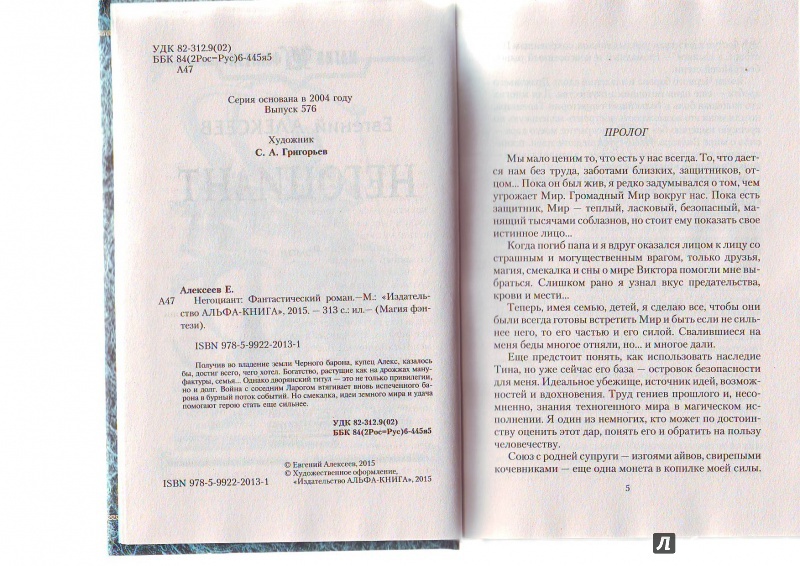 УДК 82-312.9(02)
ББК 84(2Рос=Рус)6-445я5
А47
Серия основана в 2004 году
Выпуск 576
Художник
С. А. Григорьев
Алексеев Е.
А47 Негоциант: Фантастический роман.—М.: «Издатель-
ство АЛЬФА-КНИГА», 2015. — 313 с.: ил.— (Магия фэн-
тези).
ISBN 978-5-9922-2013-1
Получив во владение земли Черного барона, купец Алекс, казалось
бы, достиг всего, чего хотел. Богатство, растущие как на дрожжах ману-
фактуры, семья... Однако дворянский титул — это не только привилегии,
но и долг. Война с соседним Ларогом втягивает вновь испеченного ба-
рона в бурный поток событий. Но смекалка, идеи земного мира и удача
помогают герою стать еще сильнее.
УДК 82-312.9(02)
ББК 84(2Рос=Рус)6-445я5
© Евгений Алексеев, 2015
© Художественное оформление,
ISBN 978-5-9922-2013-1 «Издательство АЛЬФА-КНИГА», 2015
ПРОЛОГ
Мы мало ценим то, что есть у нас всегда. То, что дает-
ся нам без труда, заботами близких, защитников, от-
цом... Пока он был жив, я редко задумывался о том, чем
угрожает Мир. Громадный Мир вокруг нас. Пока есть
защитник, Мир — теплый, ласковый, безопасный, ма-
нящий тысячами соблазнов, но стоит ему показать свое
истинное лицо...
Когда погиб папа и я вдруг оказался лицом к лицу со
страшным и могущественным врагом, только друзья,
магия, смекалка и сны о мире Виктора помогли мне вы-
браться. Слишком рано я узнал вкус предательства,
крови и мести...
Теперь, имея семью, детей, я сделаю все, чтобы они
были всегда готовы встретить Мир и быть если не силь-
нее него, то его частью и его силой. Свалившиеся на
меня беды многое отняли, но... и многое дали.
Еще предстоит понять, как использовать наследие
Тина, но уже сейчас его база — островок безопасности
для меня. Идеальное убежище, источник идей, возмож-
ностей и вдохновения. Труд гениев прошлого и, несо-
мненно, знания техногенного мира в магическом ис-
полнении. Я один из немногих, кто может по достоин-
ству оценить этот дар, понять его и обратить на пользу
человечеству.
Союз с родней супруги — изгоями айвов, свирепыми
кочевниками — еще одна монета в копилке моей силы.
5
Л